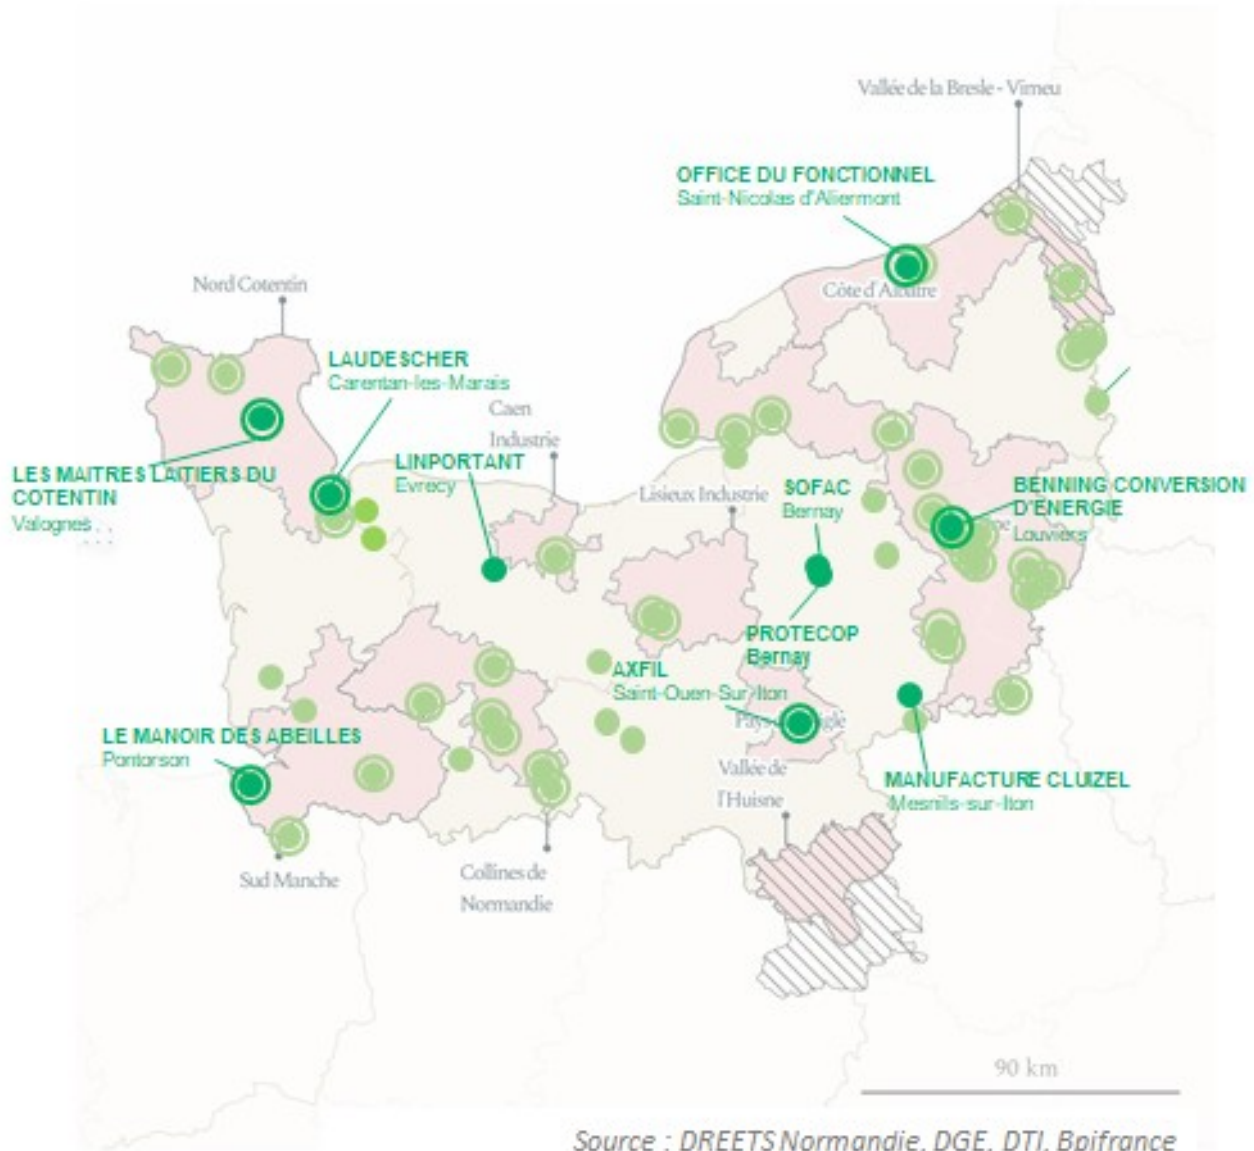 Vallée de la Bresle - Vimeu
OFFICE DU FONCTIONNEL
Saint-Nicolas d'Aliermont
Côte d'Albatre
Nord Cotentin
LAUDESCHER
Carentan-les-Marais
Caen
Industrie
LES MAITRES LAITIERS DU
COTENTIN
Valognes
LINPORTANT
Evrecy
Lisieux Industrie
SOFAC
Bernay
BENNING CONVERSION
D'ENERGIE
Louviers
PROTECOP
Bernay
AXFIL
Saint-Ouen-Sur-Iton
Pays
LE MANOIR DES ABEILLES
Pontorson
Vallée de
l'Huisne
MANUFACTURE CLUIZEL
Mesnils-sur-Iton
Sud Manche
Collines de
Normandie
90 km
Source : DREETS Normandie, DGE, DTI, Bpifrance